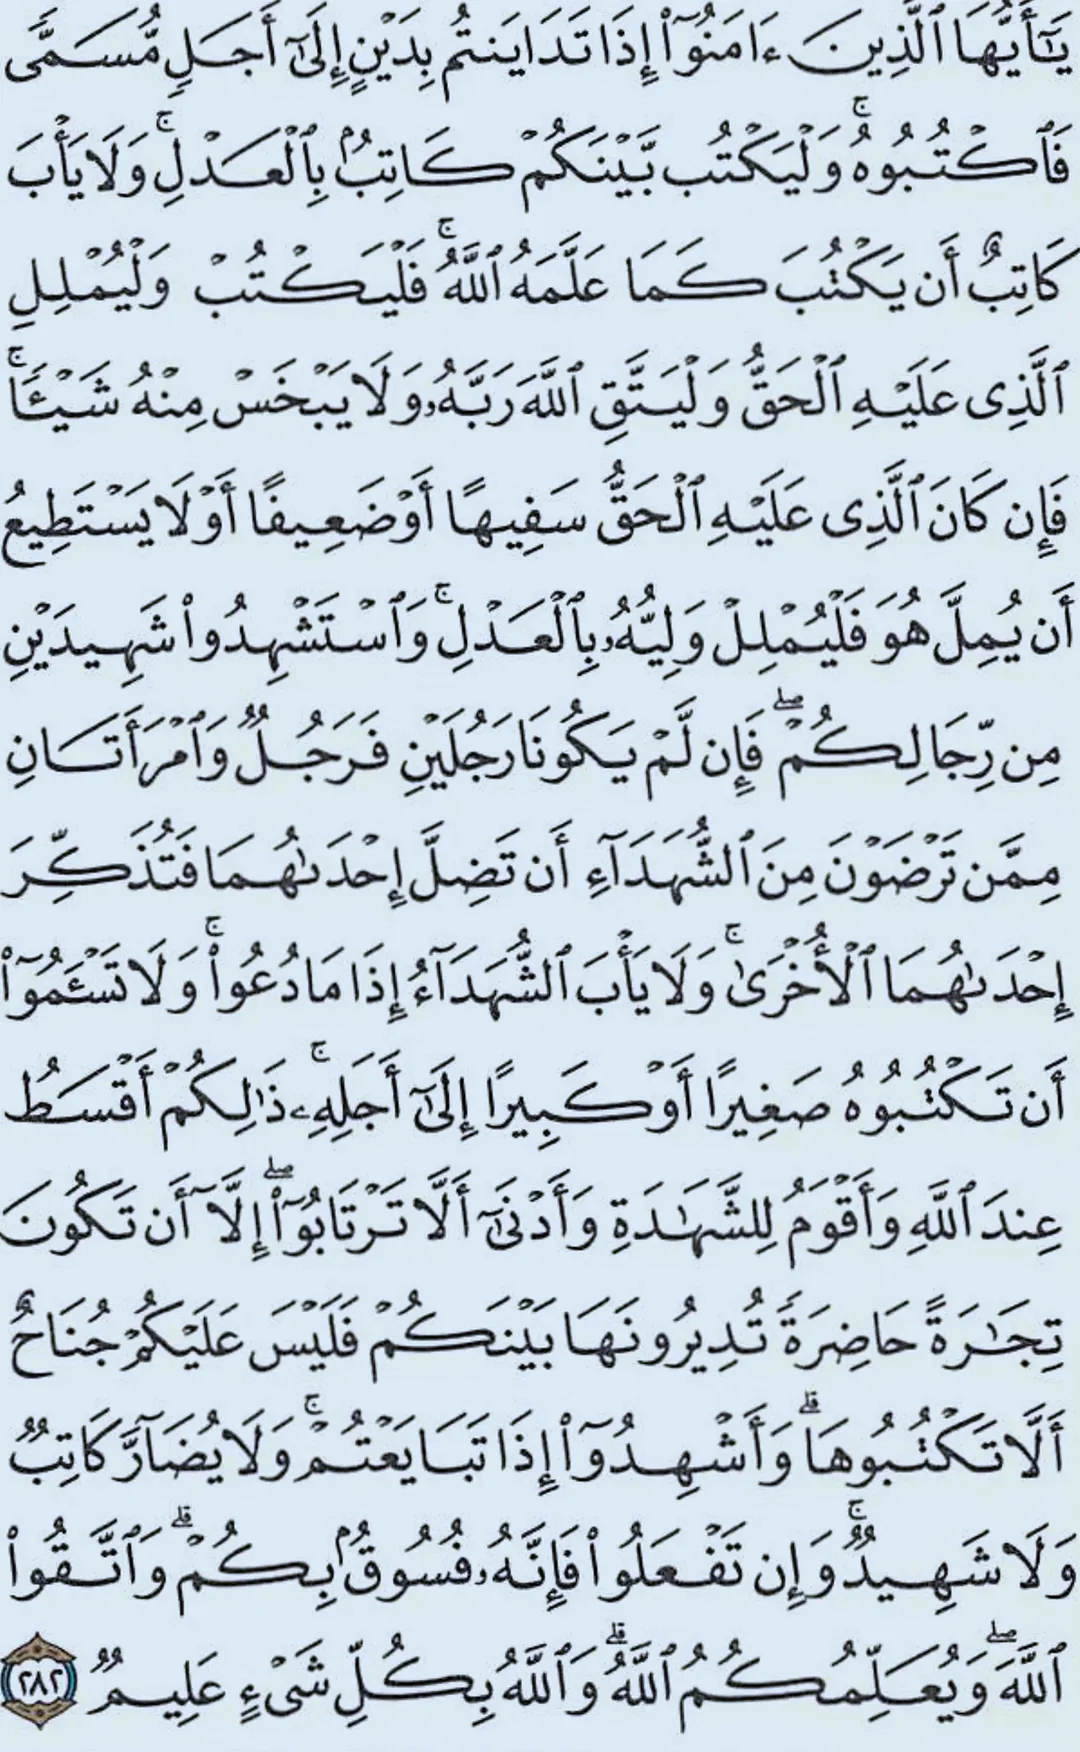 يَـٰٓأَيُّهَا ٱلَّذِينَ ءَامَنُوٓا۟ إِذَا تَدَايَنتُم بِدَيْنٍ إِلَىٰٓ أَجَلٍ مُّسَمًّى
فَٱكْتُبُوهُ ۚ وَلْيَكْتُب بَّيْنَكُمْ كَاتِبٌۢ بِٱلْعَدْلِ ۚ وَلَا يَأْبَ
كَاتِبٌ أَن يَكْتُبَ كَمَا عَلَّمَهُ ٱللَّهُ ۚ فَلْيَكْتُبْ وَلْيُمْلِلِ
ٱلَّذِى عَلَيْهِ ٱلْحَقُّ وَلْيَتَّقِ ٱللَّهَ رَبَّهُۥ وَلَا يَبْخَسْ مِنْهُ شَيْـًٔا ۚ
فَإِن كَانَ ٱلَّذِى عَلَيْهِ ٱلْحَقُّ سَفِيهًا أَوْ ضَعِيفًا أَوْ لَا يَسْتَطِيعُ
أَن يُمِلَّ هُوَ فَلْيُمْلِلْ وَلِيُّهُۥ بِٱلْعَدْلِ ۚ وَٱسْتَشْهِدُوا۟ شَهِيدَيْنِ
مِن رِّجَالِكُمْ ۖ فَإِن لَّمْ يَكُونَا رَجُلَيْنِ فَرَجُلٌ وَٱمْرَأَتَانِ
مِمَّن تَرْضَوْنَ مِنَ ٱلشُّهَدَآءِ أَن تَضِلَّ إِحْدَىٰهُمَا فَتُذَكِّرَ
إِحْدَىٰهُمَا ٱلْأُخْرَىٰ ۚ وَلَا يَأْبَ ٱلشُّهَدَآءُ إِذَا مَا دُعُوا۟ ۚ وَلَا تَسْـَٔمُوٓا۟
أَن تَكْتُبُوهُ صَغِيرًا أَوْ كَبِيرًا إِلَىٰٓ أَجَلِهِۦ ۚ ذَٰلِكُمْ أَقْسَطُ
عِندَ ٱللَّهِ وَأَقْوَمُ لِلشَّهَـٰدَةِ وَأَدْنَىٰٓ أَلَّا تَرْتَابُوٓا۟ ۖ إِلَّآ أَن تَكُونَ
تِجَـٰرَةً حَاضِرَةً تُدِيرُونَهَا بَيْنَكُمْ فَلَيْسَ عَلَيْكُمْ جُنَاحٌ
أَلَّا تَكْتُبُوهَا ۗ وَأَشْهِدُوٓا۟ إِذَا تَبَايَعْتُمْ ۚ وَلَا يُضَآرَّ كَاتِبٌ
وَلَا شَهِيدٌ ۚ وَإِن تَفْعَلُوا۟ فَإِنَّهُۥ فُسُوقٌۢ بِكُمْ ۗ وَٱتَّقُوا۟
ٱللَّهَ ۖ وَيُعَلِّمُكُمُ ٱللَّهُ ۗ وَٱللَّهُ بِكُلِّ شَىْءٍ عَلِيمٌ ٢٨٢